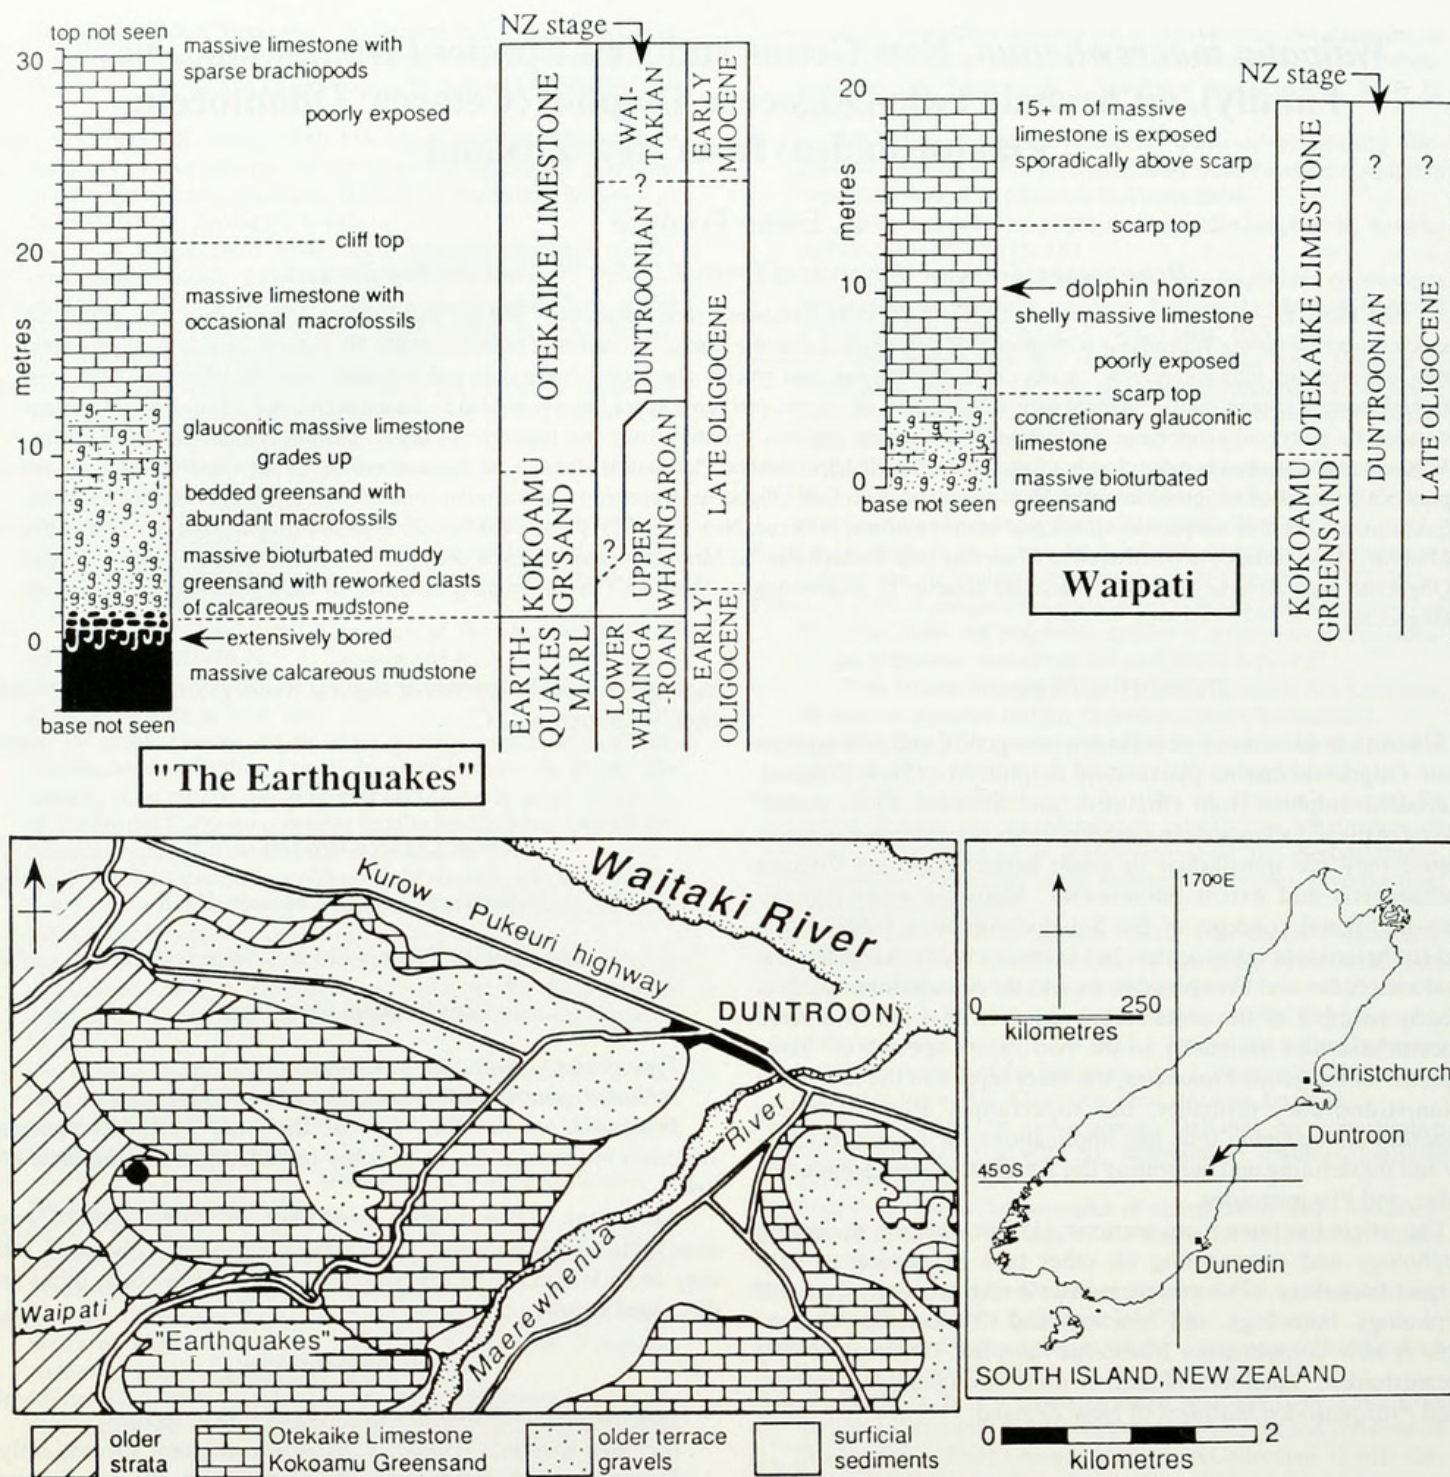 top not seen
30
20
10
0
metres
massive limestone with
sparse brachiopods
poorly exposed
cliff top
massive limestone with
occasional macrofossils
glauconitic massive limestone
grades up
bedded greensand with
abundant macrofossils
massive bioturbated muddy
greensand with reworked clasts
of calcareous mudstone
extensively bored
massive calcareous mudstone
base not seen
"The Earthquakes"
NZ stage
OTEKAIKE LIMESTONE
KOKOAMU
GR'SAND
EARTH-
QUAKES
MARL
WAI-
TAKIAN
?
DUNTROONIAN
?
UPPER
WHAINGAROAN
LOWER
WHAINGA
-ROAN
EARLY
MIOCENE
LATE OLIGOCENE
EARLY
OLIGOCENE
20
10
0
metres
15+ m of massive
limestone is exposed
sporadically above scarp
scarp top
dolphin horizon
shelly massive limestone
poorly exposed
scarp top
concretionary glauconitic
limestone
massive bioturbated
greensand
base not seen
Waipati
NZ stage
OTEKAIKE LIMESTONE
KOKOAMU
GREENSAND
?
DUNTROONIAN
?
LATE OLIGOCENE
Kurow Pukeuri highway
Waitaki River
DUNTROON
Maerewhenua River
Waipati
"Earthquakes"
170oE
0 250
kilometres
Christchurch
Duntroon
45oS
Dunedin
SOUTH ISLAND, NEW ZEALAND
older
strata
Otekaike Limestone
Kokoamu Greensand
older terrace
gravels
surficial
sediments
0 2
kilometres